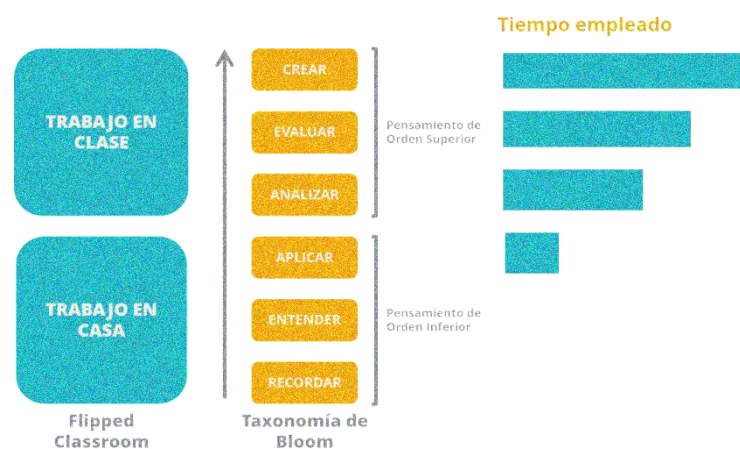 Tiempo empleado
TRABAJO EN
CLASE
CREAR
EVALUAR
ANALIZAR
Pensamiento de
Orden Superior
TRABAJO EN
CASA
APLICAR
ENTENDER
RECORDAR
Pensamiento de
Orden Inferior
Flipped
Classroom
Taxonomía de
Bloom